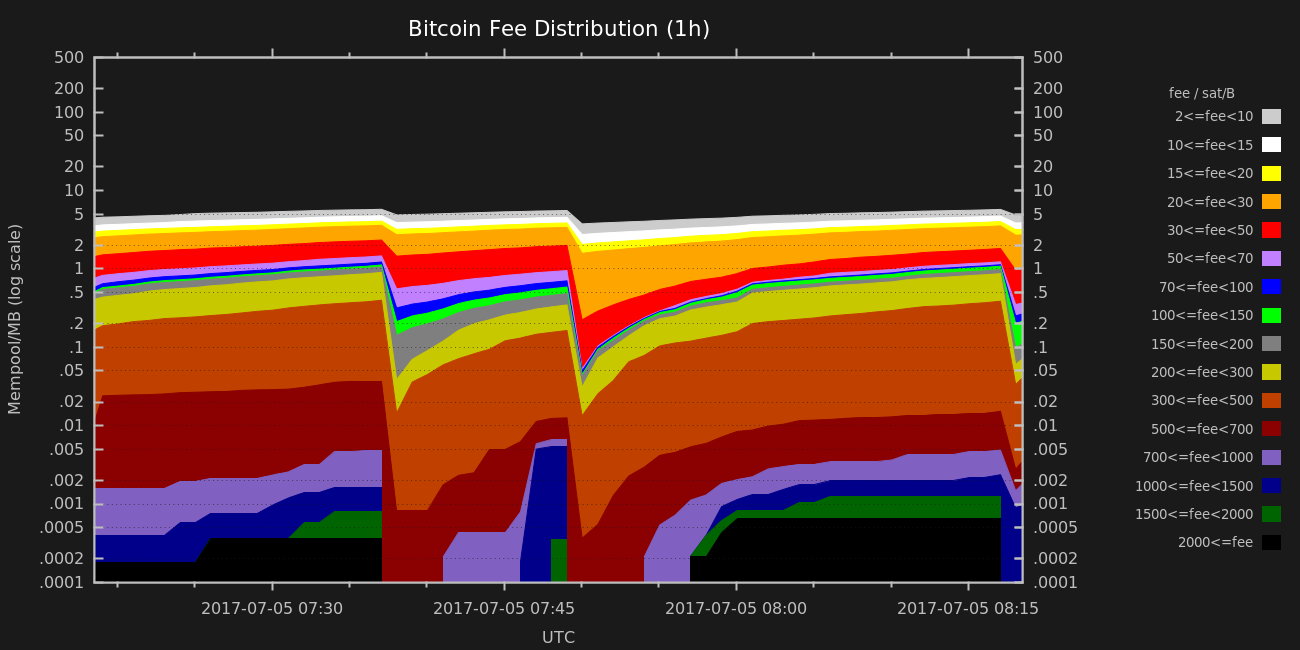 Bitcoin Fee Distribution (1h)
500
200
100
50
20
10
5
2
1
.5
.2
.1
.05
.02
.01
.005
.002
.001
.0005
.0002
.0001
Mempool/MB (log scale)
500
200
100
50
20
10
5
2
1
.5
.2
.1
.05
.02
.01
.005
.002
.001
.0005
.0002
.0001
2017-07-05 07:30
2017-07-05 07:45
2017-07-05 08:00
2017-07-05 08:15
UTC
fee / sat/B
2<=fee<10
10<=fee<15
15<=fee<20
20<=fee<30
30<=fee<50
50<=fee<70
70<=fee<100
100<=fee<150
150<=fee<200
200<=fee<300
300<=fee<500
500<=fee<700
700<=fee<1000
1000<=fee<1500
1500<=fee<2000
2000<=fee